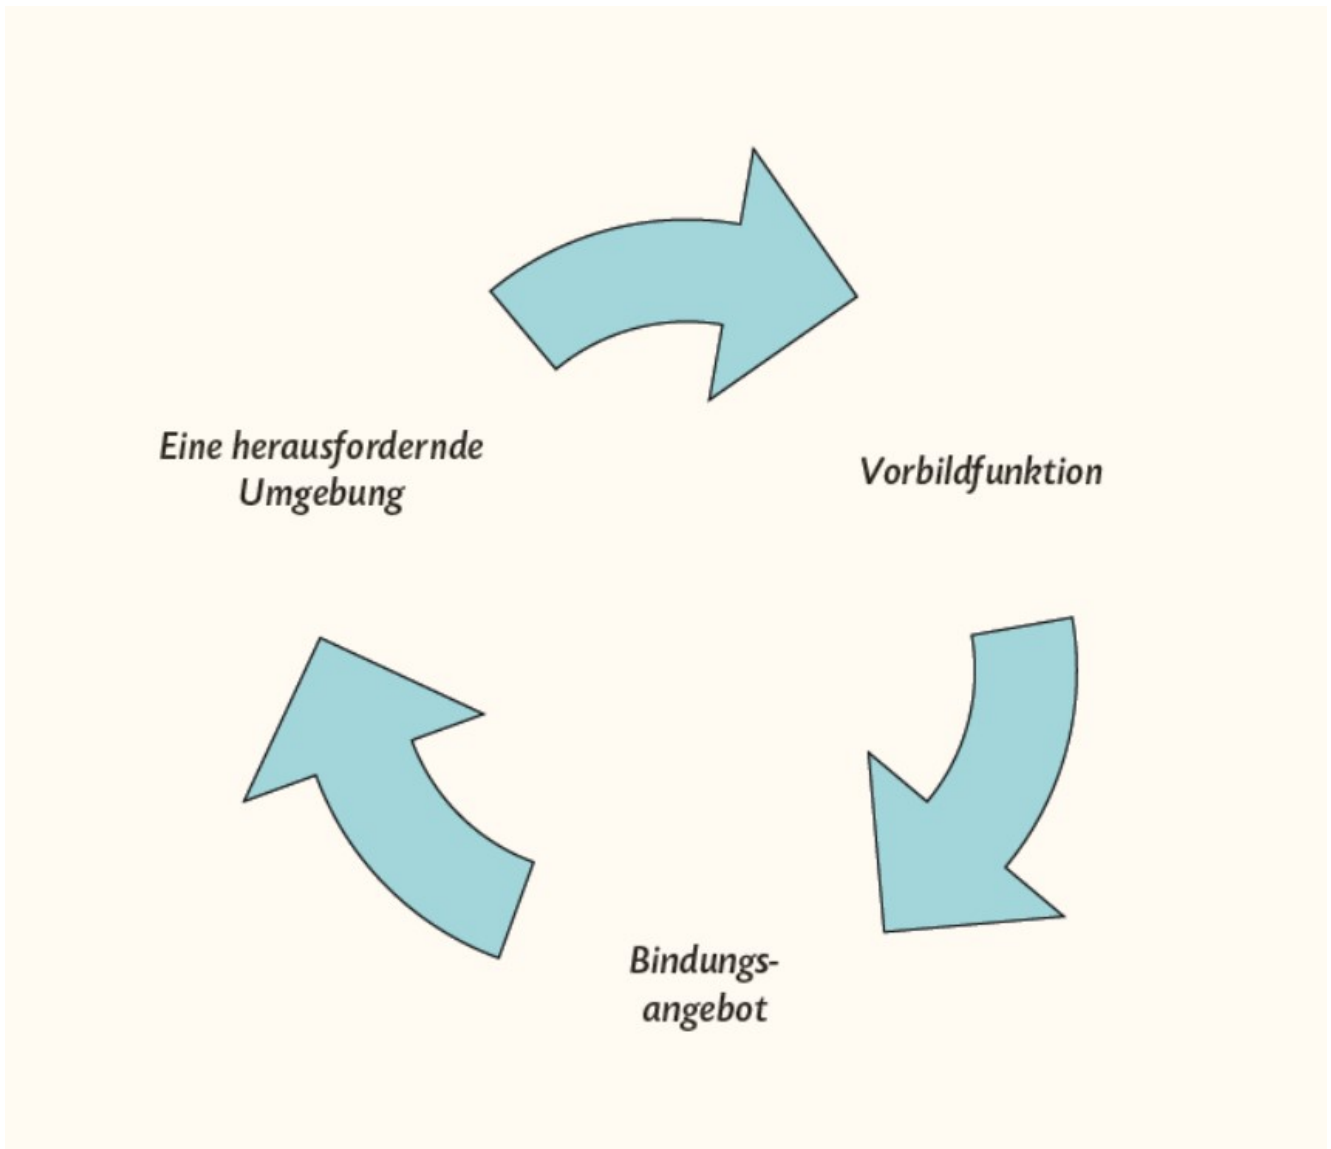 Eine herausfordernde
Umgebung
Vorbildfunktion
Bindungs-
angebot